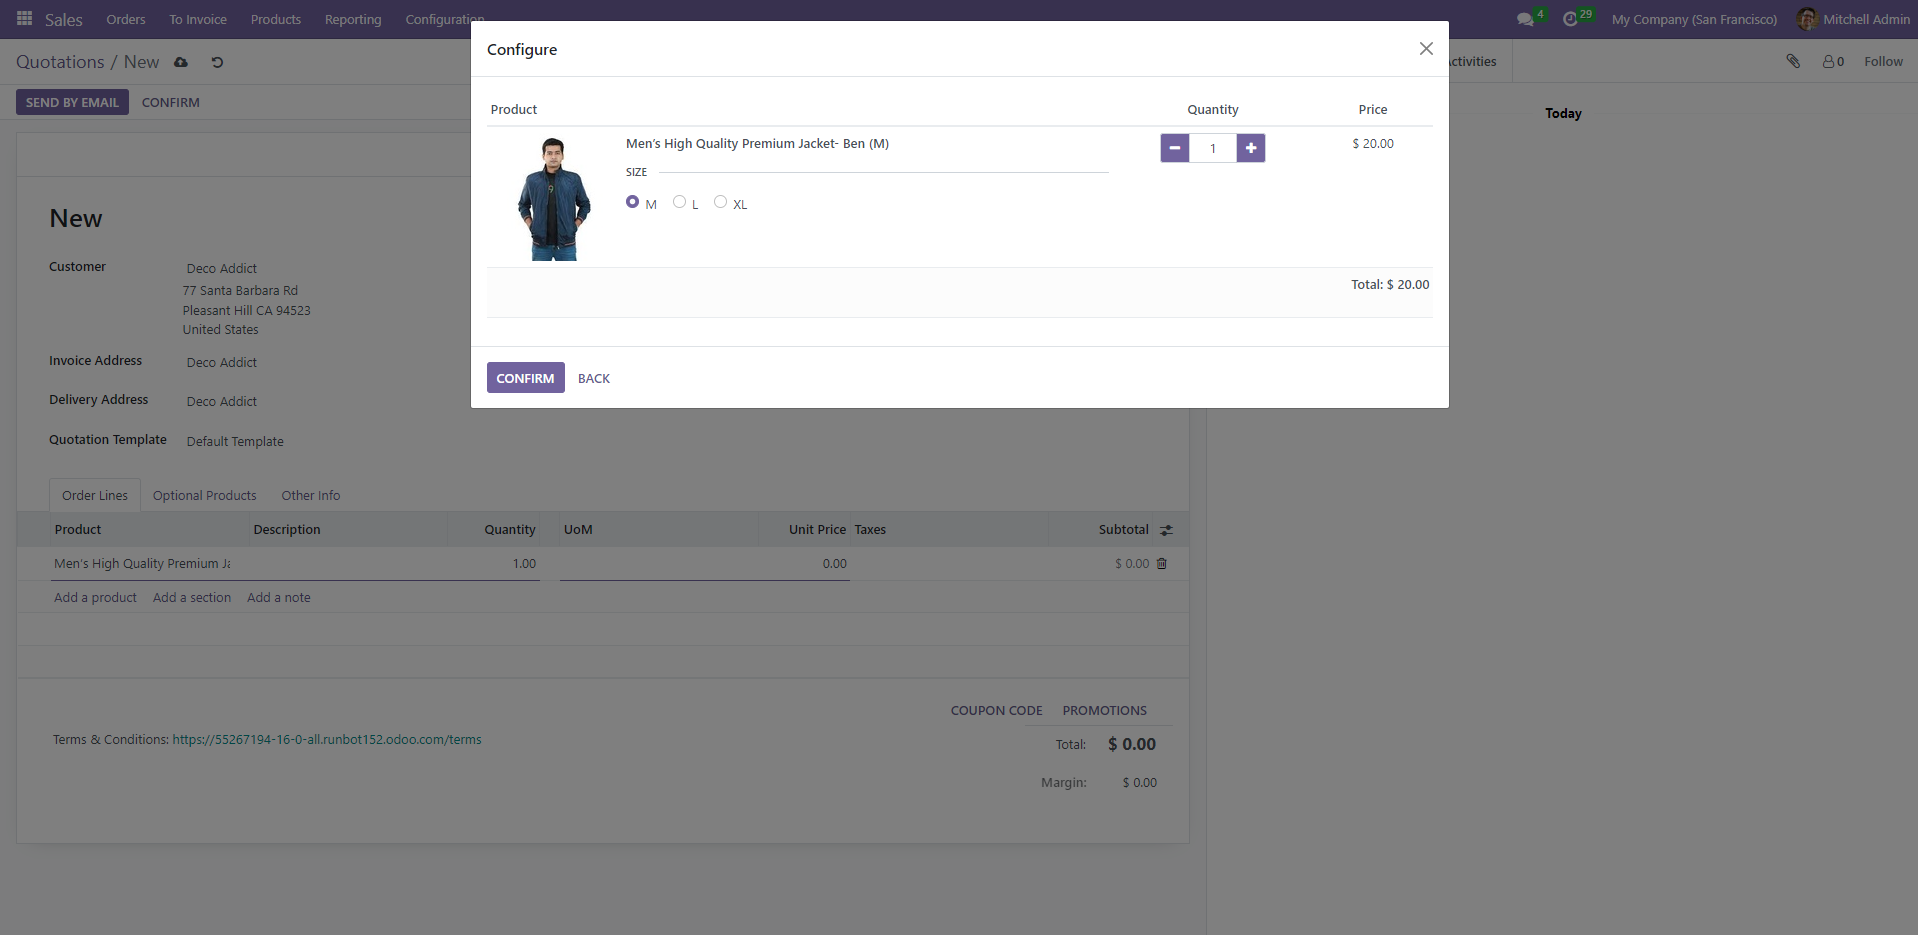 Sales Orders To Invoice Products Reporting Configuration 4 29 My Company (San Francisco) Mitchell Admin
Quotations / New ctivities 0 Follow
SEND BY EMAIL CONFIRM
Today
Configure
Product Quantity Price
Men's High Quality Premium Jacket- Ben (M) 1 $ 20.00
SIZE
M L XL
Total: $ 20.00
CONFIRM BACK
New
Customer Deco Addict
77 Santa Barbara Rd
Pleasant Hill CA 94523
United States
Invoice Address Deco Addict
Delivery Address Deco Addict
Quotation Template Default Template
Order Lines Optional Products Other Info
Product Description Quantity UoM Unit Price Taxes Subtotal
Men's High Quality Premium Ja 1.00 0.00 $ 0.00
Add a product Add a section Add a note
COUPON CODE PROMOTIONS
Terms & Conditions: https://55267194-16-0-all.runbot152.odoo.com/terms
Total: $ 0.00
Margin: $ 0.00